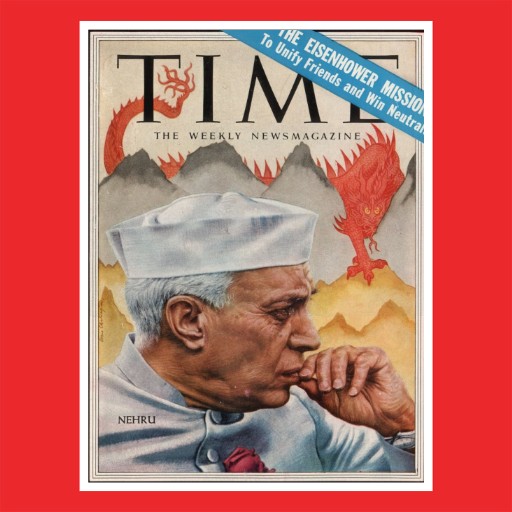 THE EISENHOWER MISSION
To Unify Friends and Win Neutral
TIME
THE WEEKLY NEWSMAGAZINE
NEHRU